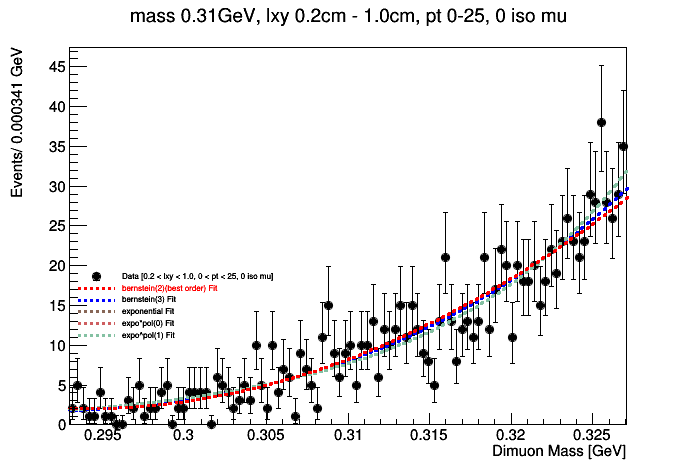 mass 0.31GeV, lxy 0.2cm - 1.0cm, pt 0-25, 0 iso mu
Events/ 0.000341 GeV
45
40
35
30
25
20
15
10
5
0
Data [0.2 < lxy < 1.0, 0 < pt < 25, 0 iso mu]
bernstein(2)(best order) Fit
bernstein(3) Fit
exponential Fit
expo*pol(0) Fit
expo*pol(1) Fit
0.295 0.3 0.305 0.31 0.315 0.32 0.325
Dimuon Mass [GeV]